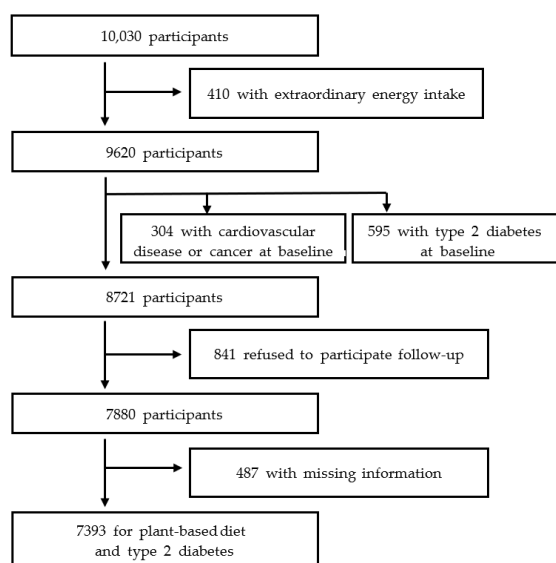 10,030 participants
410 with extraordinary energy intake
9620 participants
304 with cardiovascular
disease or cancer at baseline
595 with type 2 diabetes
at baseline
8721 participants
841 refused to participate follow-up
7880 participants
487 with missing information
7393 for plant-based diet
and type 2 diabetes